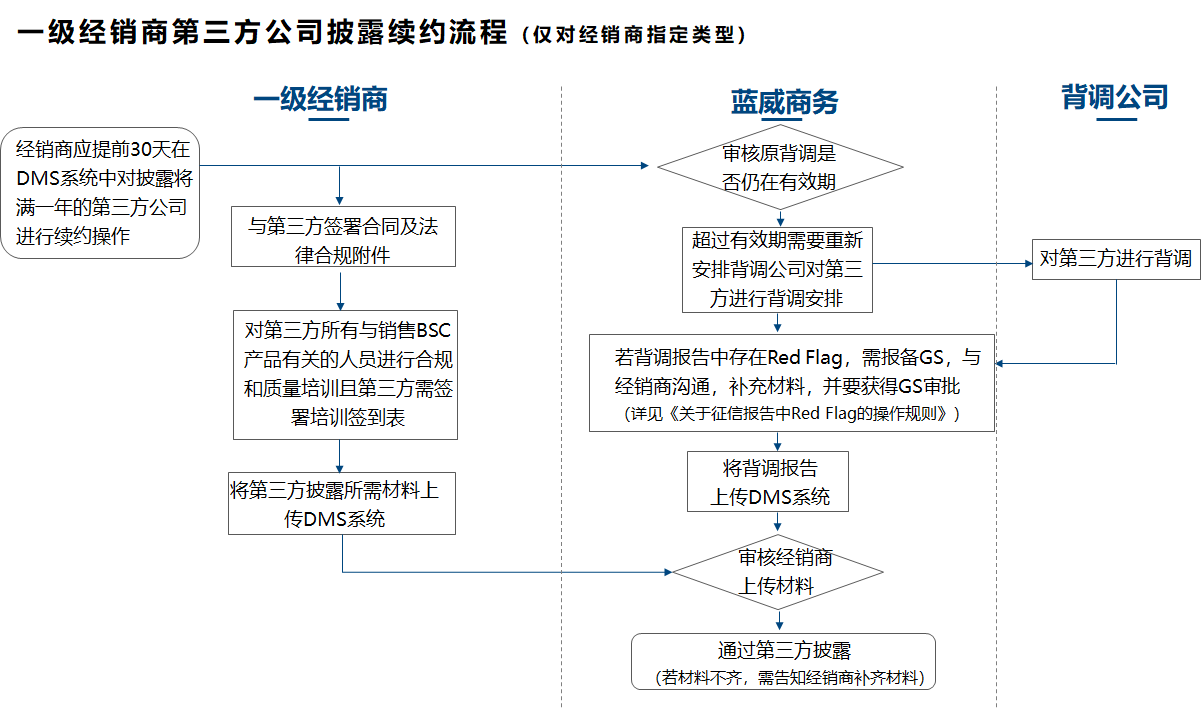 一级经销商第三方公司披露续约流程（仅对经销商指定类型）
一级经销商
蓝威商务
背调公司
经销商应提前30天在
DMS系统中对披露将
满一年的第三方公司
进行续约操作
审核原背调是
否仍在有效期
与第三方签署合同及法
律合规附件
超过有效期需要重新
安排背调公司对第三
方进行背调安排
对第三方进行背调
对第三方所有与销售BSC
产品有关的人员进行合规
和质量培训且第三方需签
署培训签到表
若背调报告中存在Red Flag，需报备GS，与
经销商沟通，补充材料，并要获得GS审批
（详见《关于征信报告中Red Flag的操作规则》）
将第三方披露所需材料上
传DMS系统
将背调报告
上传DMS系统
审核经销商
上传材料
通过第三方披露
（若材料不齐，需告知经销商补齐材料）